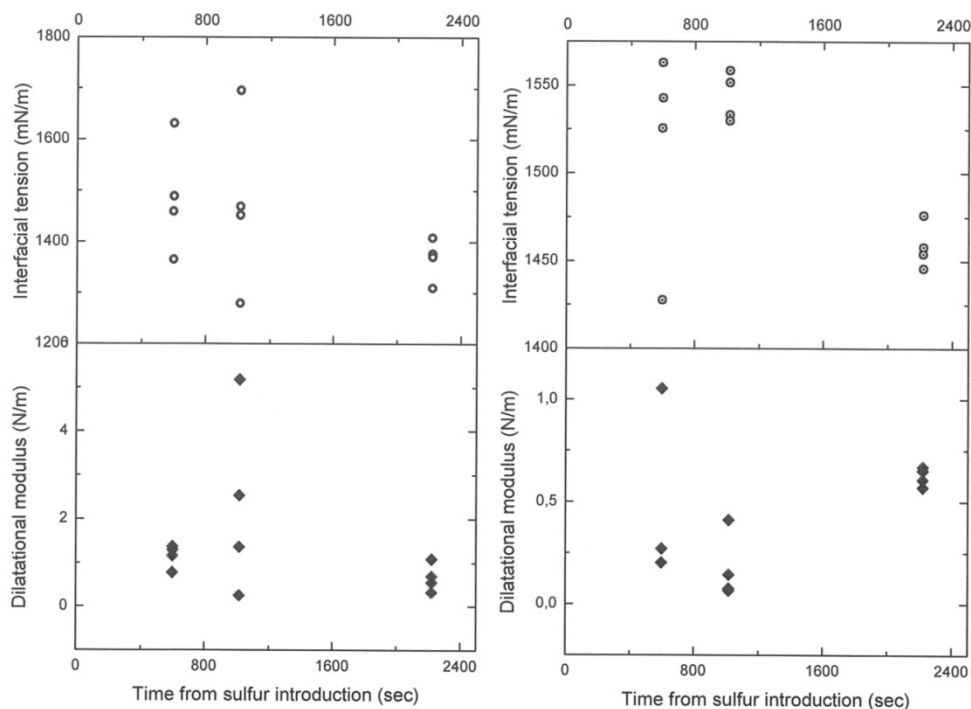 0 800 1600 2400
1800
1600
1400
1200
Interfacial tension (mN/m)
4
2
0
Dilatational modulus (N/m)
0 800 1600 2400
Time from sulfur introduction (sec)
0 800 1600 2400
1550
1500
1450
1400
Interfacial tension (mN/m)
1,0
0,5
0,0
Dilatational modulus (N/m)
0 800 1600 2400
Time from sulfur introduction (sec)